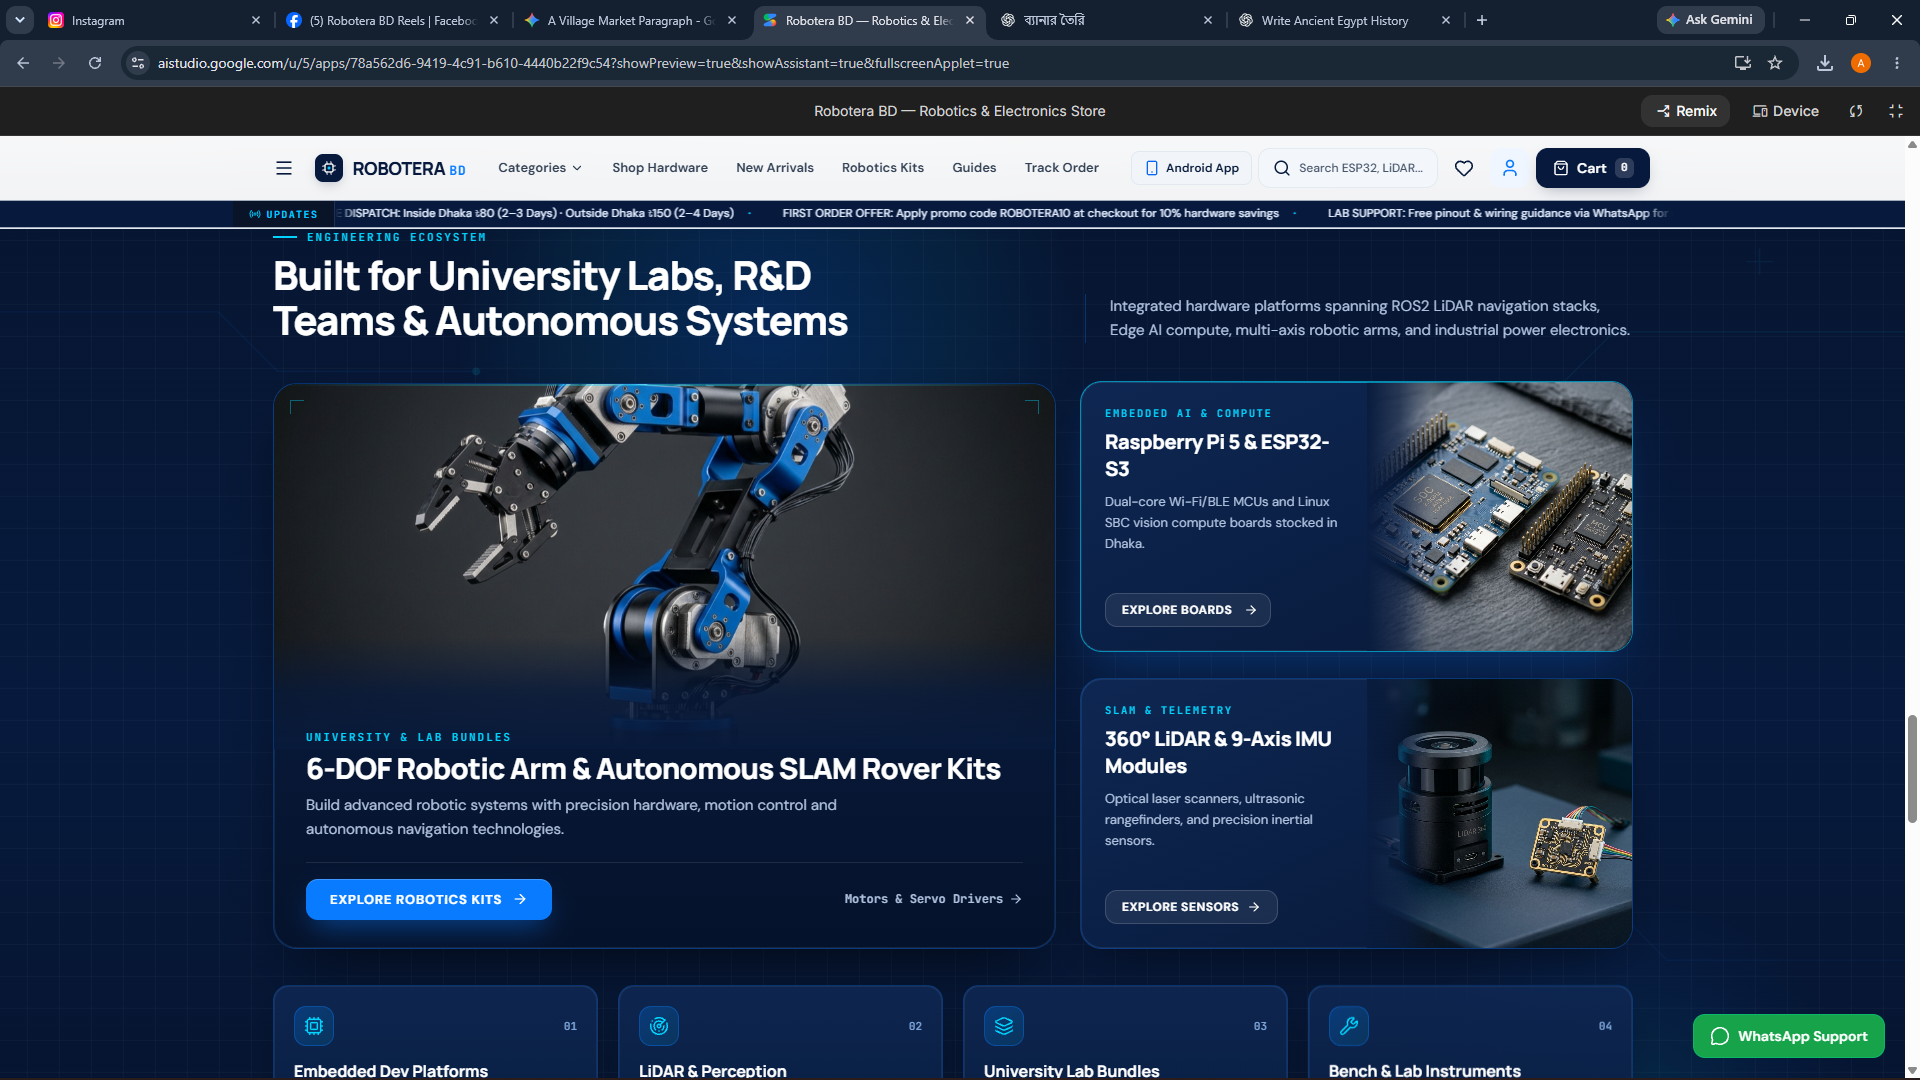 Instagram
(5) Robotera BD Reels | Faceboo
A Village Market Paragraph - G
Robotera BD — Robotics & Ele
ব্যানার তৈরি
Write Ancient Egypt History
Ask Gemini
aistudio.google.com/u/5/apps/78a562d6-9419-4c91-b610-4440b22f9c54?showPreview=true&showAssistant=true&fullscreenApplet=true
A
Robotera BD — Robotics & Electronics Store
Remix
Device
ROBOTERA BD
Categories
Shop Hardware
New Arrivals
Robotics Kits
Guides
Track Order
Android App
Search ESP32, LiDAR...
Cart 0
UPDATES
E DISPATCH: Inside Dhaka ৳80 (2–3 Days) · Outside Dhaka ৳150 (2–4 Days) · FIRST ORDER OFFER: Apply promo code ROBOTERA10 at checkout for 10% hardware savings · LAB SUPPORT: Free pinout & wiring guidance via WhatsApp for
ENGINEERING ECOSYSTEM
Built for University Labs, R&D
Teams & Autonomous Systems
Integrated hardware platforms spanning ROS2 LiDAR navigation stacks,
Edge AI compute, multi-axis robotic arms, and industrial power electronics.
UNIVERSITY & LAB BUNDLES
6-DOF Robotic Arm & Autonomous SLAM Rover Kits
Build advanced robotic systems with precision hardware, motion control and
autonomous navigation technologies.
EXPLORE ROBOTICS KITS →
Motors & Servo Drivers →
EMBEDDED AI & COMPUTE
Raspberry Pi 5 & ESP32-
S3
Dual-core Wi-Fi/BLE MCUs and Linux
SBC vision compute boards stocked in
Dhaka.
EXPLORE BOARDS →
MCU
SLAM & TELEMETRY
360° LiDAR & 9-Axis IMU
Modules
Optical laser scanners, ultrasonic
rangefinders, and precision inertial
sensors.
EXPLORE SENSORS →
01
Embedded Dev Platforms
02
LiDAR & Perception
03
University Lab Bundles
04
Bench & Lab Instruments
WhatsApp Support